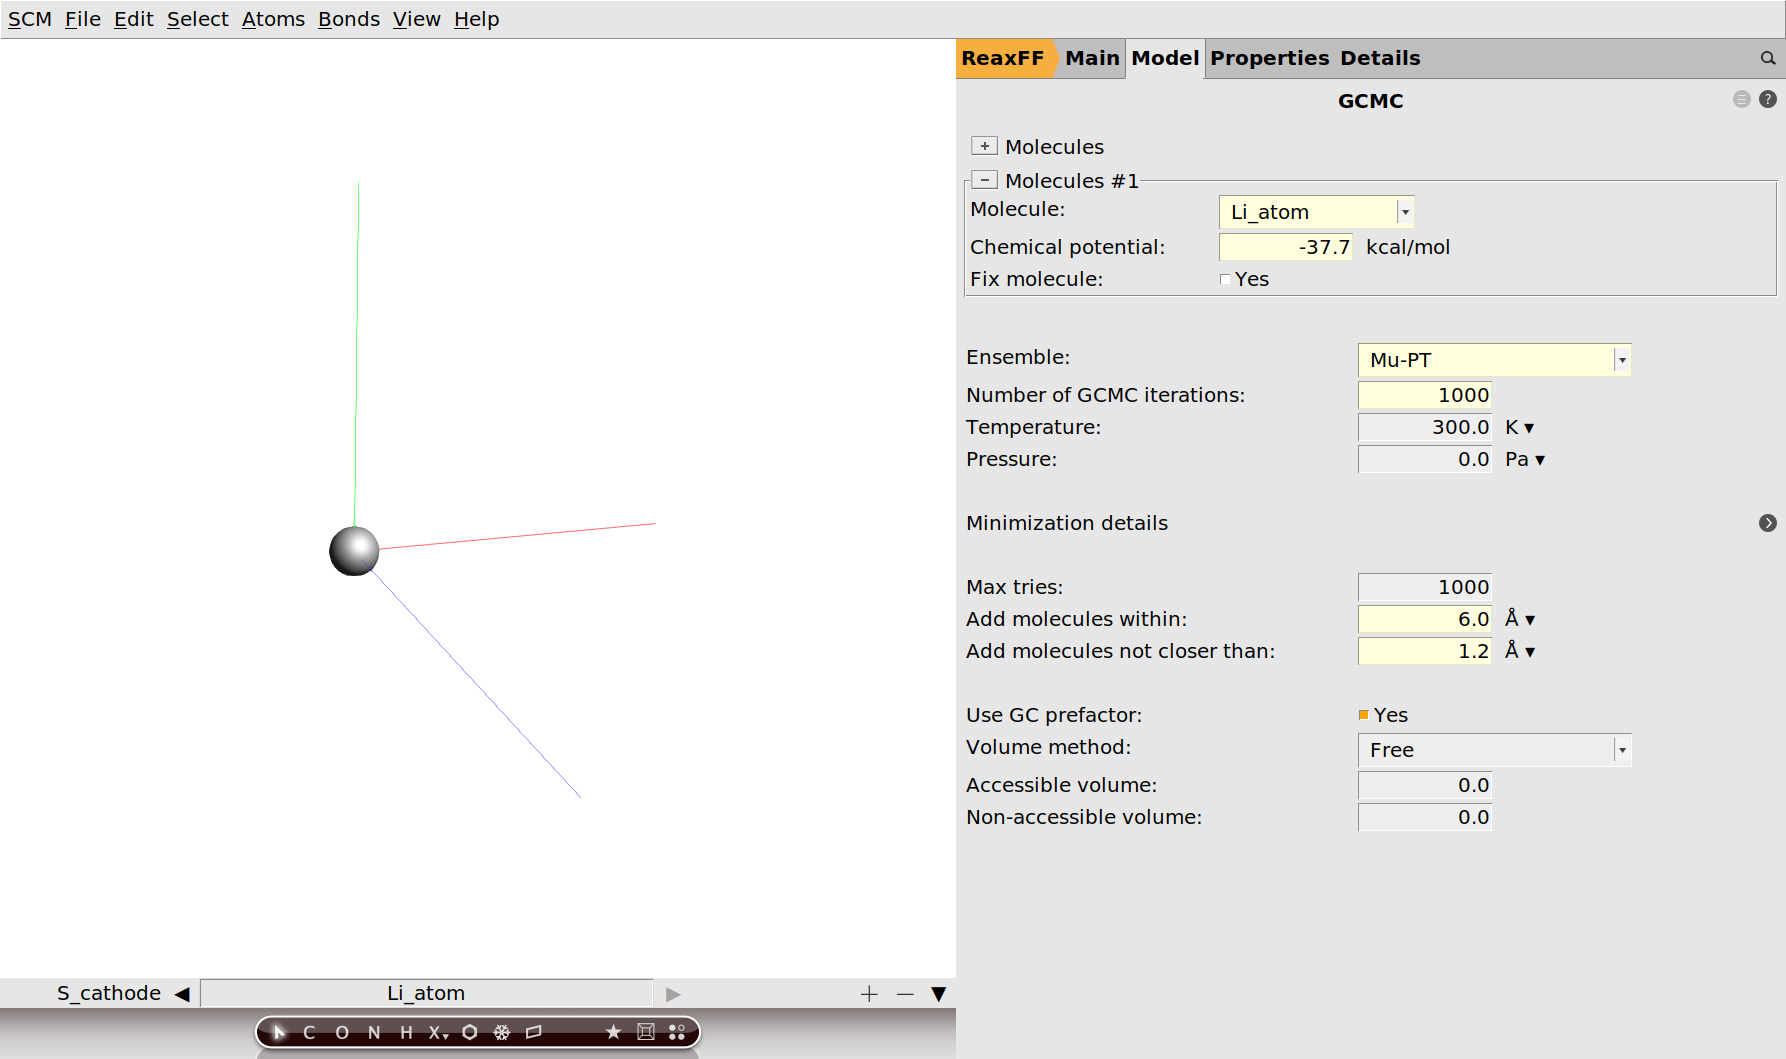 SCM File Edit Select Atoms Bonds View Help
ReaxFF Main Model Properties Details
GCMC
+ Molecules
- Molecules #1
Molecule: Li_atom
Chemical potential: -37.7 kcal/mol
Fix molecule: Yes
Ensemble: Mu-PT
Number of GCMC iterations: 1000
Temperature: 300.0 K
Pressure: 0.0 Pa
Minimization details
Max tries: 1000
Add molecules within: 6.0 Å
Add molecules not closer than: 1.2 Å
Use GC prefactor: Yes
Volume method: Free
Accessible volume: 0.0
Non-accessible volume: 0.0
S_cathode Li_atom
C O N H X